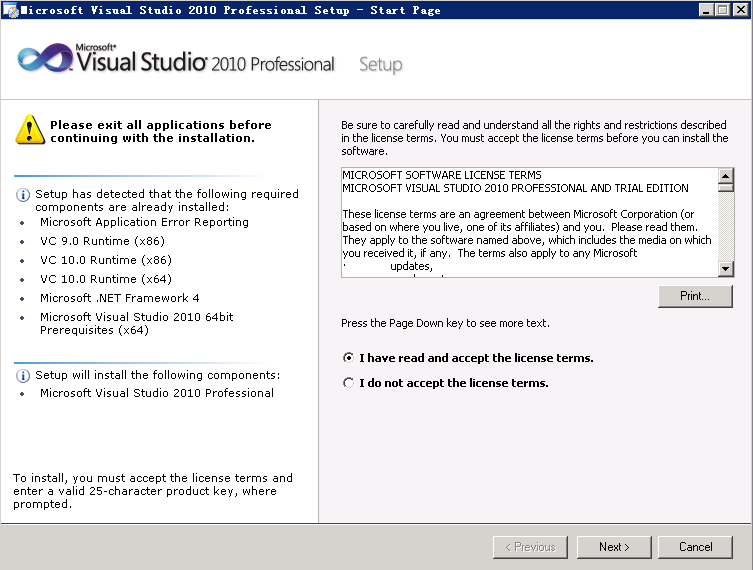 Microsoft Visual Studio 2010 Professional Setup - Start Page
Microsoft®
Visual Studio® 2010 Professional Setup
Please exit all applications before
continuing with the installation.
Setup has detected that the following required
components are already installed:
• Microsoft Application Error Reporting
• VC 9.0 Runtime (x86)
• VC 10.0 Runtime (x86)
• VC 10.0 Runtime (x64)
• Microsoft .NET Framework 4
• Microsoft Visual Studio 2010 64bit
Prerequisites (x64)
Setup will install the following components:
• Microsoft Visual Studio 2010 Professional
To install, you must accept the license terms and
enter a valid 25-character product key, where
prompted.
Be sure to carefully read and understand all the rights and restrictions described
in the license terms. You must accept the license terms before you can install the
software.
MICROSOFT SOFTWARE LICENSE TERMS
MICROSOFT VISUAL STUDIO 2010 PROFESSIONAL AND TRIAL EDITION
These license terms are an agreement between Microsoft Corporation (or
based on where you live, one of its affiliates) and you. Please read them.
They apply to the software named above, which includes the media on which
you received it, if any. The terms also apply to any Microsoft
· updates,
Print...
Press the Page Down key to see more text.
I have read and accept the license terms.
I do not accept the license terms.
< Previous
Next >
Cancel